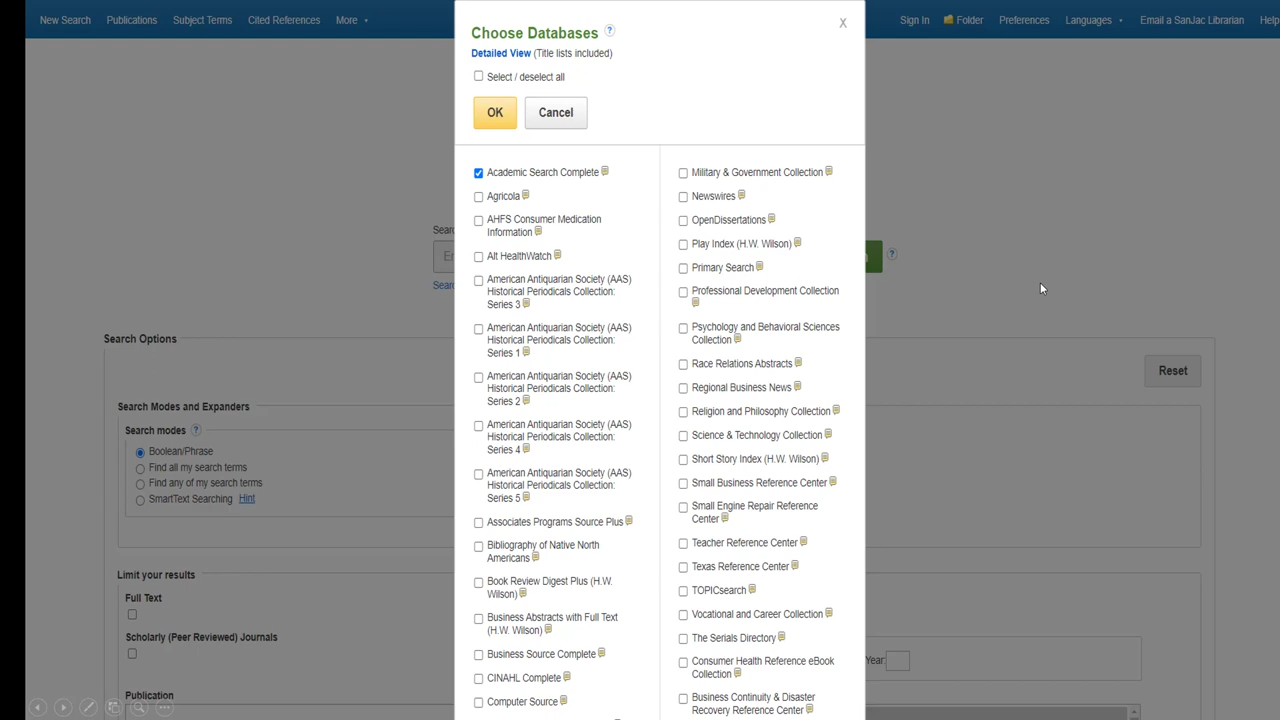 New Search Publications Subject Terms Cited References More
Sign In Folder Preferences Languages Email a SanJac Librarian Help
Choose Databases ?
X
Detailed View (Title lists included)
Select / deselect all
OK Cancel
Academic Search Complete
Agricola
AHFS Consumer Medication
Information
Alt HealthWatch
American Antiquarian Society (AAS)
Historical Periodicals Collection:
Series 3
American Antiquarian Society (AAS)
Historical Periodicals Collection:
Series 1
American Antiquarian Society (AAS)
Historical Periodicals Collection:
Series 2
American Antiquarian Society (AAS)
Historical Periodicals Collection:
Series 4
American Antiquarian Society (AAS)
Historical Periodicals Collection:
Series 5
Associates Programs Source Plus
Bibliography of Native North
Americans
Book Review Digest Plus (H.W.
Wilson)
Business Abstracts with Full Text
(H.W. Wilson)
Business Source Complete
CINAHL Complete
Computer Source
Military & Government Collection
Newswires
OpenDissertations
Play Index (H.W. Wilson)
Primary Search
Professional Development Collection
Psychology and Behavioral Sciences
Collection
Race Relations Abstracts
Regional Business News
Religion and Philosophy Collection
Science & Technology Collection
Short Story Index (H.W. Wilson)
Small Business Reference Center
Small Engine Repair Reference
Center
Teacher Reference Center
Texas Reference Center
TOPICsearch
Vocational and Career Collection
The Serials Directory
Consumer Health Reference eBook
Collection
Business Continuity & Disaster
Recovery Reference Center
?
Search Options
Reset
Search Modes and Expanders
Search modes ?
Boolean/Phrase
Find all my search terms
Find any of my search terms
SmartText Searching Hint
Limit your results
Full Text
Scholarly (Peer Reviewed) Journals
Year:
Publication